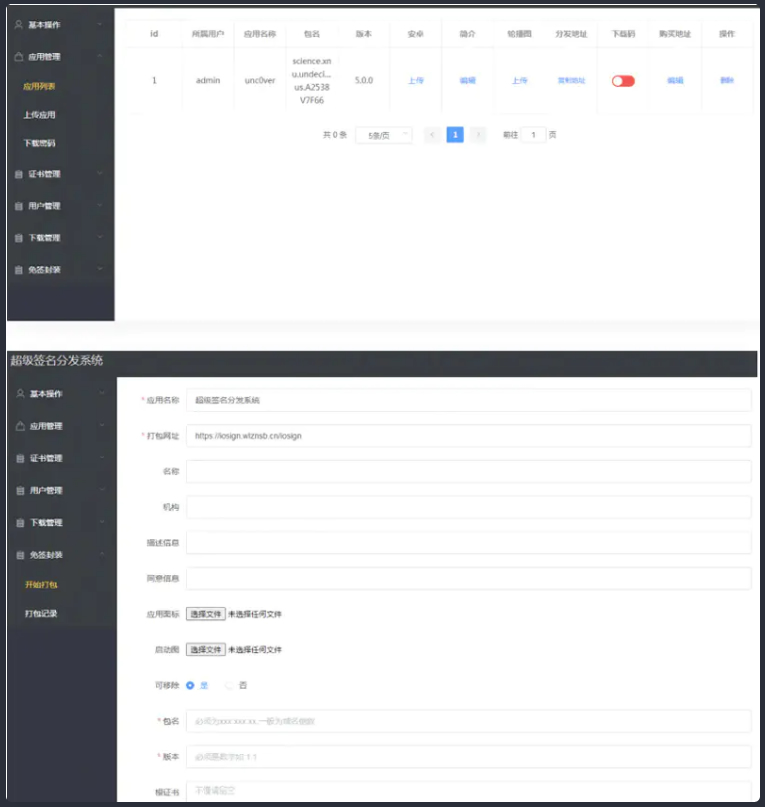 基本操作
应用管理
应用列表
上传应用
下载密码
证书管理
用户管理
下载管理
免签封装
id 所属用户 应用名称 包名 版本 安卓 简介 轮播图 分发地址 下载码 购买地址 操作
1 admin unc0ver science.xn 5.0.0 上传 编辑 上传 复制地址 编辑 删除
u.undeci...
us.A2538
V7F66
共 0 条 5条/页 < 1 > 前往 1 页
超级签名分发系统
基本操作
应用管理
证书管理
用户管理
下载管理
免签封装
开始打包
打包记录
* 应用名称 超级签名分发系统
* 打包网址 https://iosign.wlznsb.cn/iosign
名称
机构
描述信息
同意信息
应用图标 选择文件 未选择任何文件
启动图 选择文件 未选择任何文件
可移除 是 否
* 包名 必须为xxx.xxx.xx,一般为域名倒叙
* 版本 必须是数字如:1.1
根证书 不懂请留空